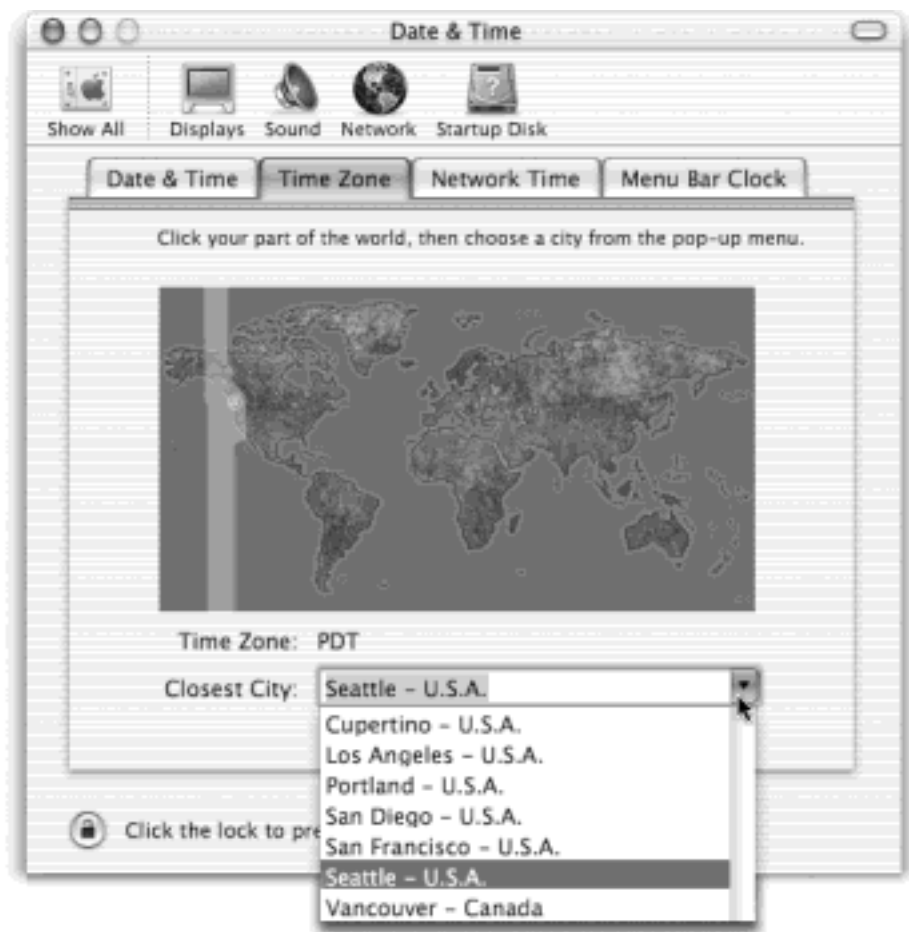 Date & Time
Show All Displays Sound Network Startup Disk
Date & Time Time Zone Network Time Menu Bar Clock
Click your part of the world, then choose a city from the pop-up menu.
Time Zone: PDT
Closest City: Seattle – U.S.A.
Cupertino – U.S.A.
Los Angeles – U.S.A.
Portland – U.S.A.
San Diego – U.S.A.
Click the lock to pre
San Francisco – U.S.A.
Seattle – U.S.A.
Vancouver – Canada